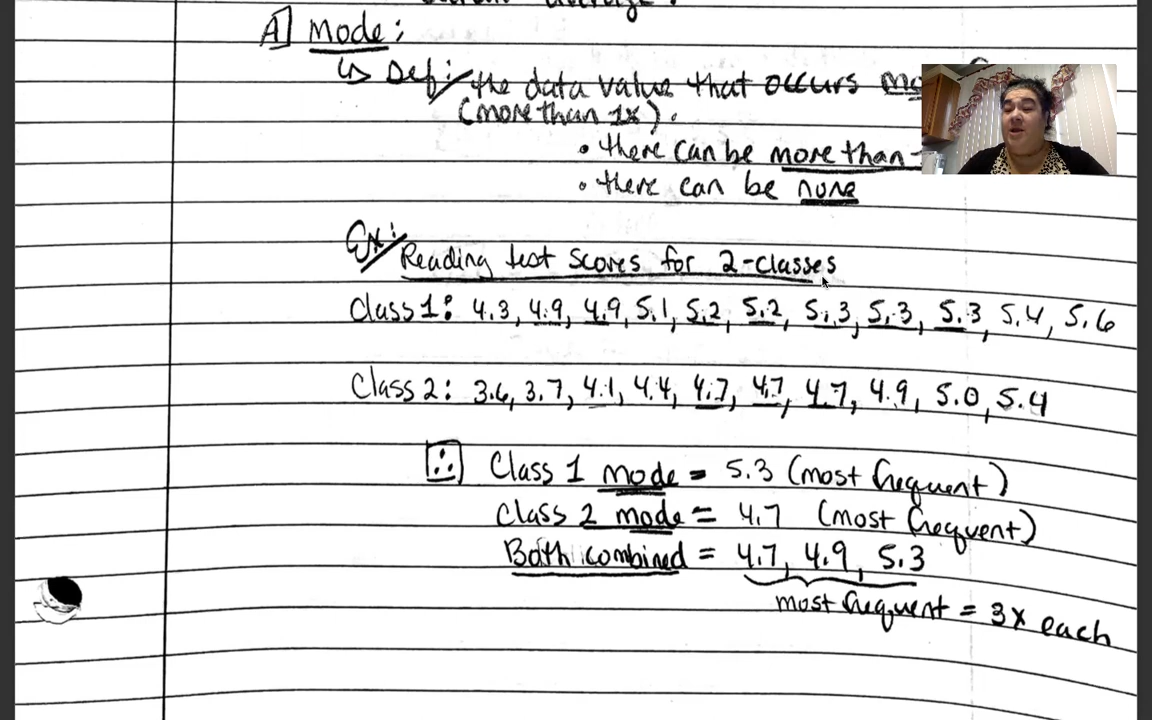 A] Mode:
↳ Def: the data value that occurs
(more than 1x).
• there can be more than
• there can be none
Ex: Reading test scores for 2-classes
Class 1: 4.3, 4.9, 4.9, 5.1, 5.2, 5.2, 5.3, 5.3, 5.3, 5.4, 5.6
Class 2: 3.6, 3.7, 4.1, 4.4, 4.7, 4.7, 4.7, 4.9, 5.0, 5.4
∴ Class 1 mode = 5.3 (most frequent)
Class 2 mode = 4.7 (most frequent)
Both combined = 4.7, 4.9, 5.3
most frequent = 3x each